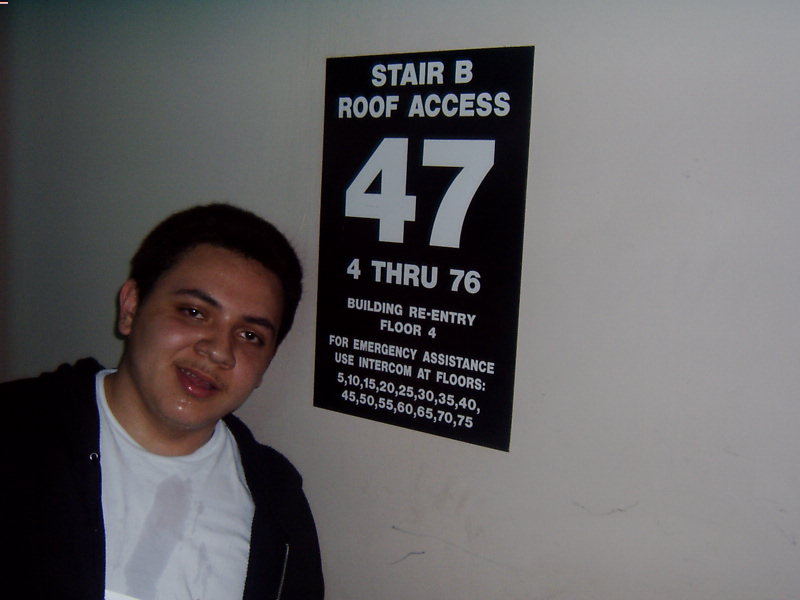 STAIR B
ROOF ACCESS
47
4 THRU 76
BUILDING RE-ENTRY
FLOOR 4
FOR EMERGENCY ASSISTANCE
USE INTERCOM AT FLOORS:
5,10,15,20,25,30,35,40,
45,50,55,60,65,70,75